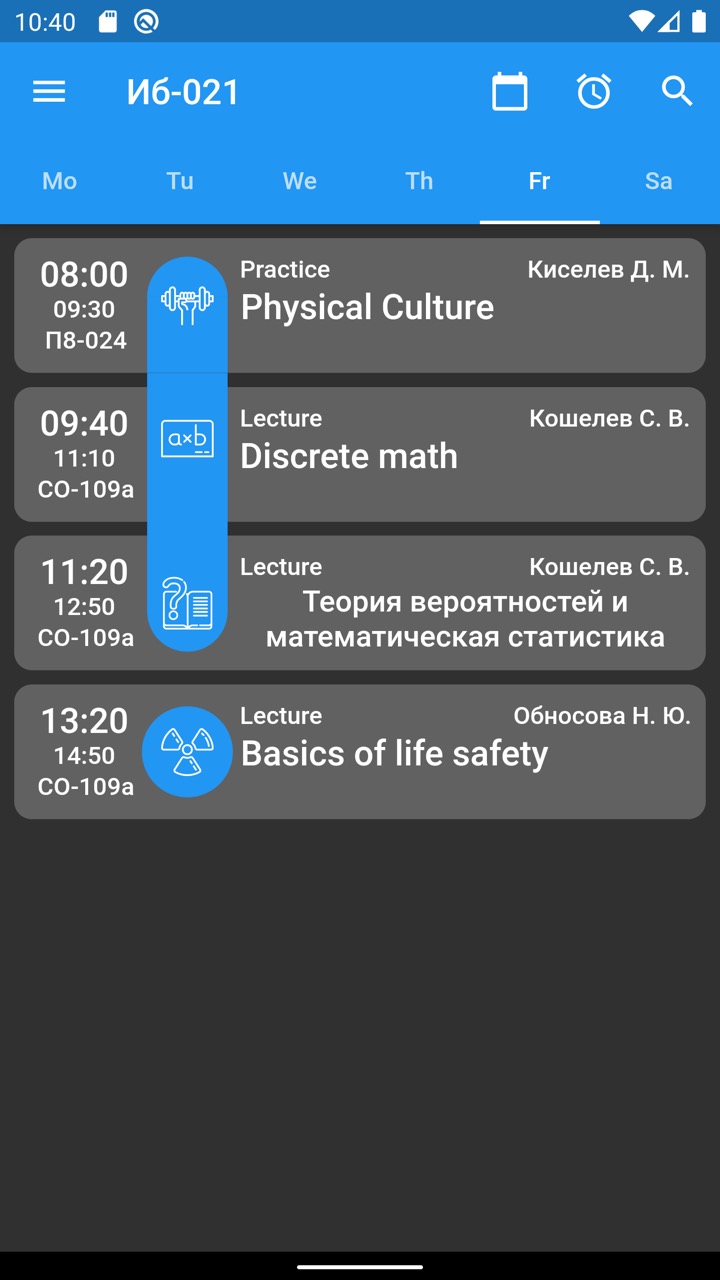 10:40
Иб-021
Mo Tu We Th Fr Sa
08:00
09:30
П8-024
Practice Киселев Д. М.
Physical Culture
09:40
11:10
СО-109а
axb
Lecture Кошелев С. В.
Discrete math
11:20
12:50
СО-109а
Lecture Кошелев С. В.
Теория вероятностей и
математическая статистика
13:20
14:50
СО-109а
Lecture Обносова Н. Ю.
Basics of life safety